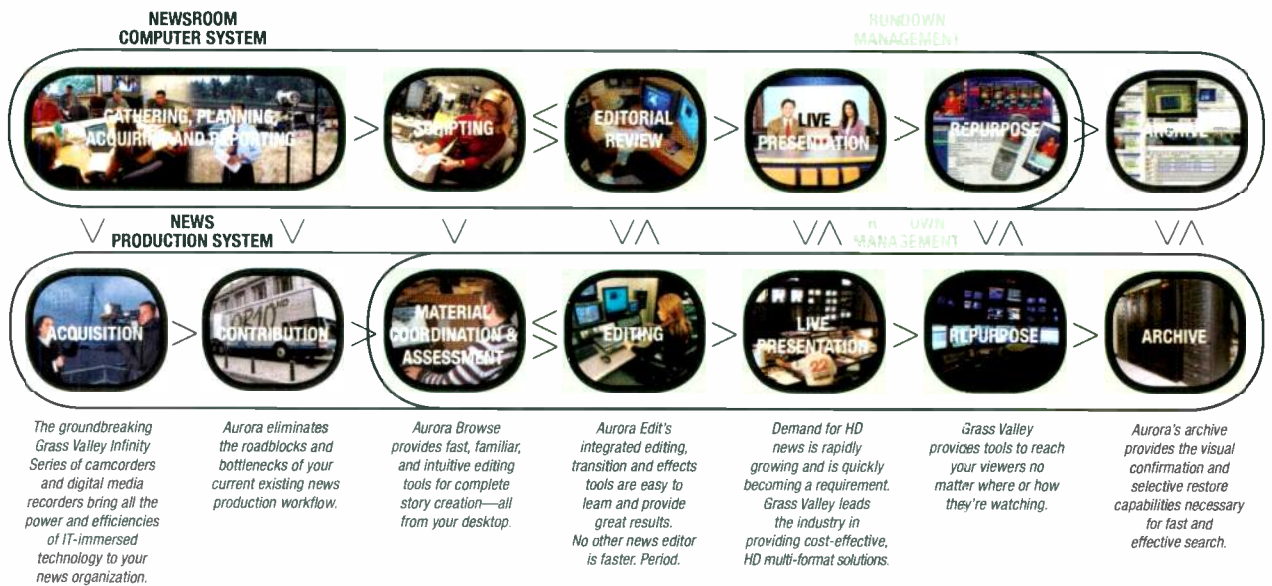 NEWSROOM
COMPUTER SYSTEM
RUNDOWN
MANAGEMENT
GATHERING, PLANNING,
ACQUIRING AND REPORTING
SCRIPTING
EDITORIAL
REVIEW
LIVE
PRESENTATION
REPURPOSE
ARCHIVE
NEWS
PRODUCTION SYSTEM
MANAGEMENT
ACQUISITION
CONTRIBUTION
MATERIAL
COORDINATION &
ASSESSMENT
EDITING
LIVE
PRESENTATION
22
REPURPOSE
ARCHIVE
The groundbreaking
Grass Valley Infinity
Series of camcorders
and digital media
recorders bring all the
power and efficiencies
of IT-immersed
technology to your
news organization.
Aurora eliminates
the roadblocks and
bottlenecks of your
current existing news
production workflow.
Aurora Browse
provides fast, familiar,
and intuitive editing
tools for complete
story creation—all
from your desktop.
Aurora Edit's
integrated editing,
transition and effects
tools are easy to
learn and provide
great results.
No other news editor
is faster. Period.
Demand for HD
news is rapidly
growing and is quickly
becoming a requirement.
Grass Valley leads
the industry in
providing cost-effective,
HD multi-format solutions.
Grass Valley
provides tools to reach
your viewers no
matter where or how
they're watching.
Aurora's archive
provides the visual
confirmation and
selective restore
capabilities necessary
for fast and
effective search.